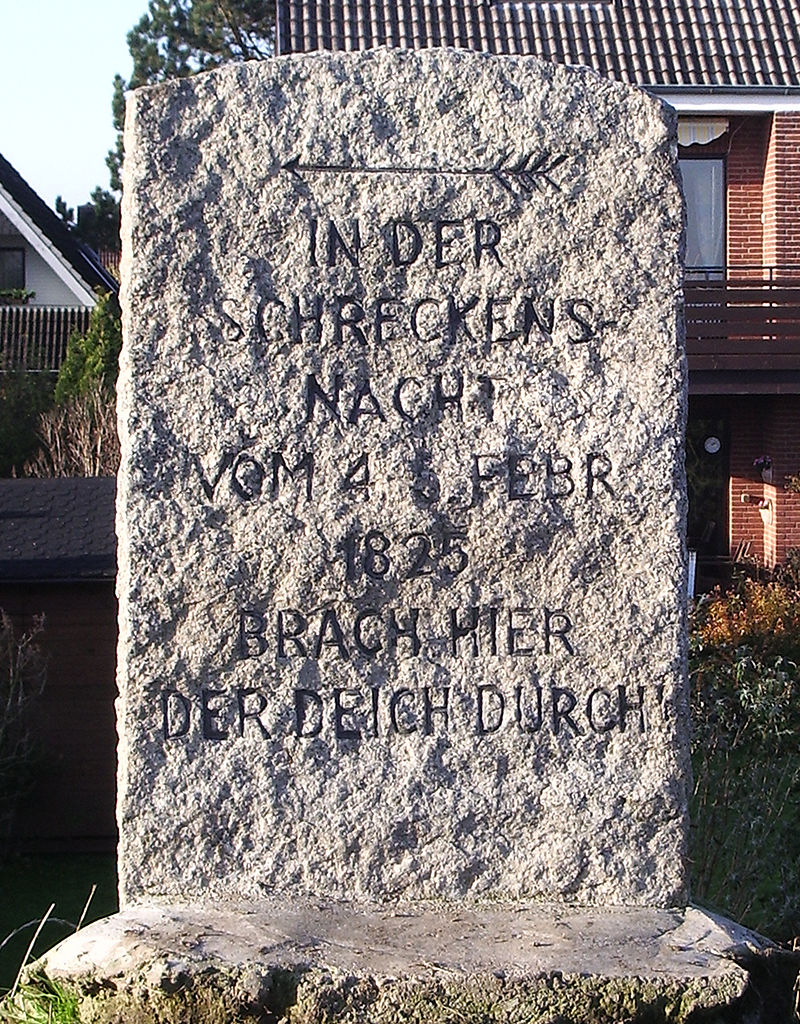 IN DER
SCHRECKENS-
NACHT
VOM 4 5. FEBR
1825
BRACH HIER
DER DEICH DURCH!